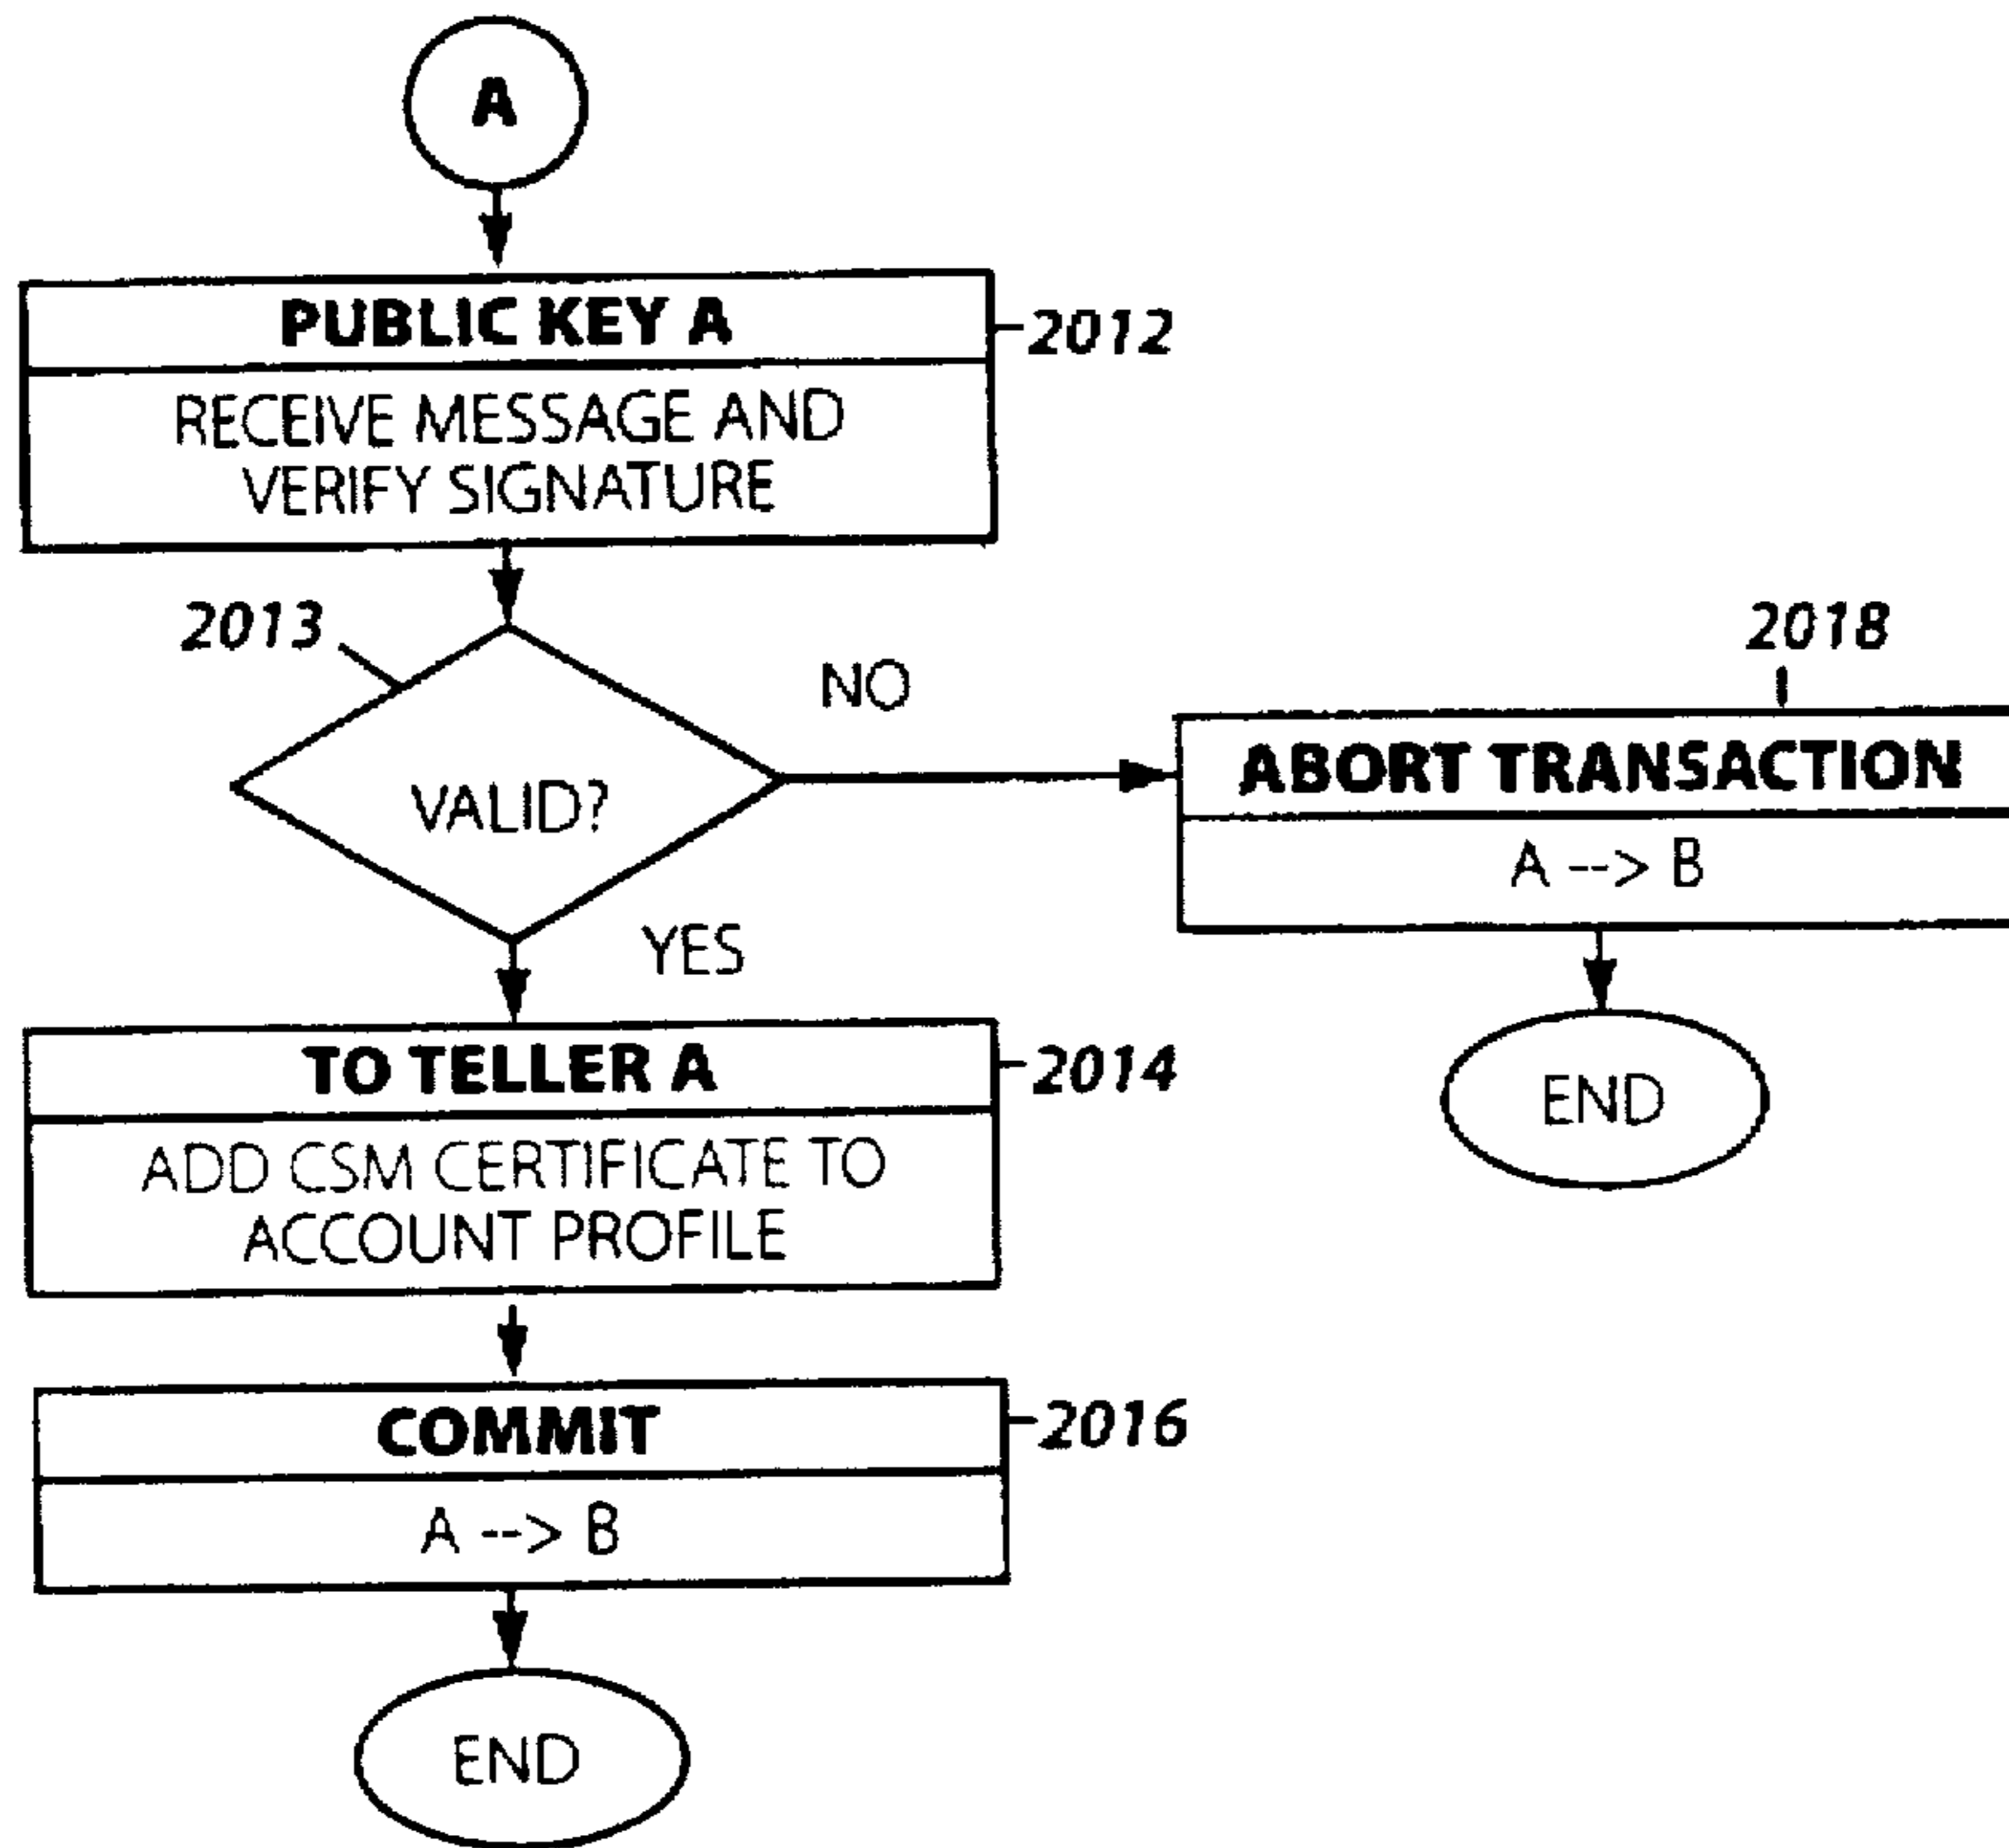 A
PUBLIC KEY A
2012
RECEIVE MESSAGE AND
VERIFY SIGNATURE
2013
NO
VALID?
YES
2018
ABORT TRANSACTION
A --> B
END
TO TELLER A
2014
ADD CSM CERTIFICATE TO
ACCOUNT PROFILE
COMMIT
2016
A --> B
END